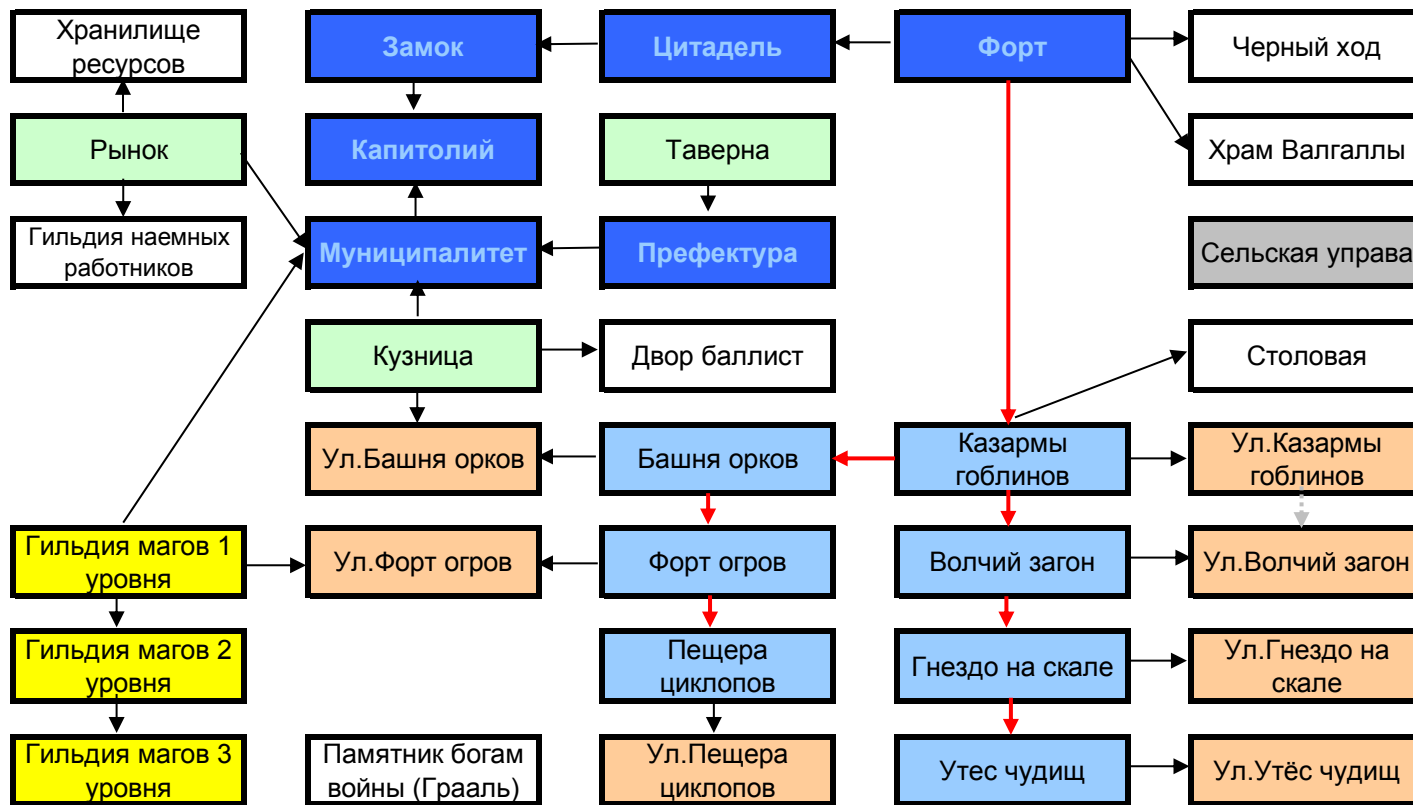 Хранилище
ресурсов
Замок
Цитадель
Форт
Черный ход
Рынок
Капитолий
Таверна
Храм Валгаллы
Гильдия наемных
работников
Муниципалитет
Префектура
Сельская управа
Кузница
Двор баллист
Столовая
Ул.Башня орков
Башня орков
Казармы
гоблинов
Ул.Казармы
гоблинов
Гильдия магов 1
уровня
Ул.Форт огров
Форт огров
Волчий загон
Ул.Волчий загон
Гильдия магов 2
уровня
Пещера
циклопов
Гнездо на скале
Ул.Гнездо на
скале
Гильдия магов 3
уровня
Памятник богам
войны (Грааль)
Ул.Пещера
циклопов
Утес чудищ
Ул.Утёс чудищ